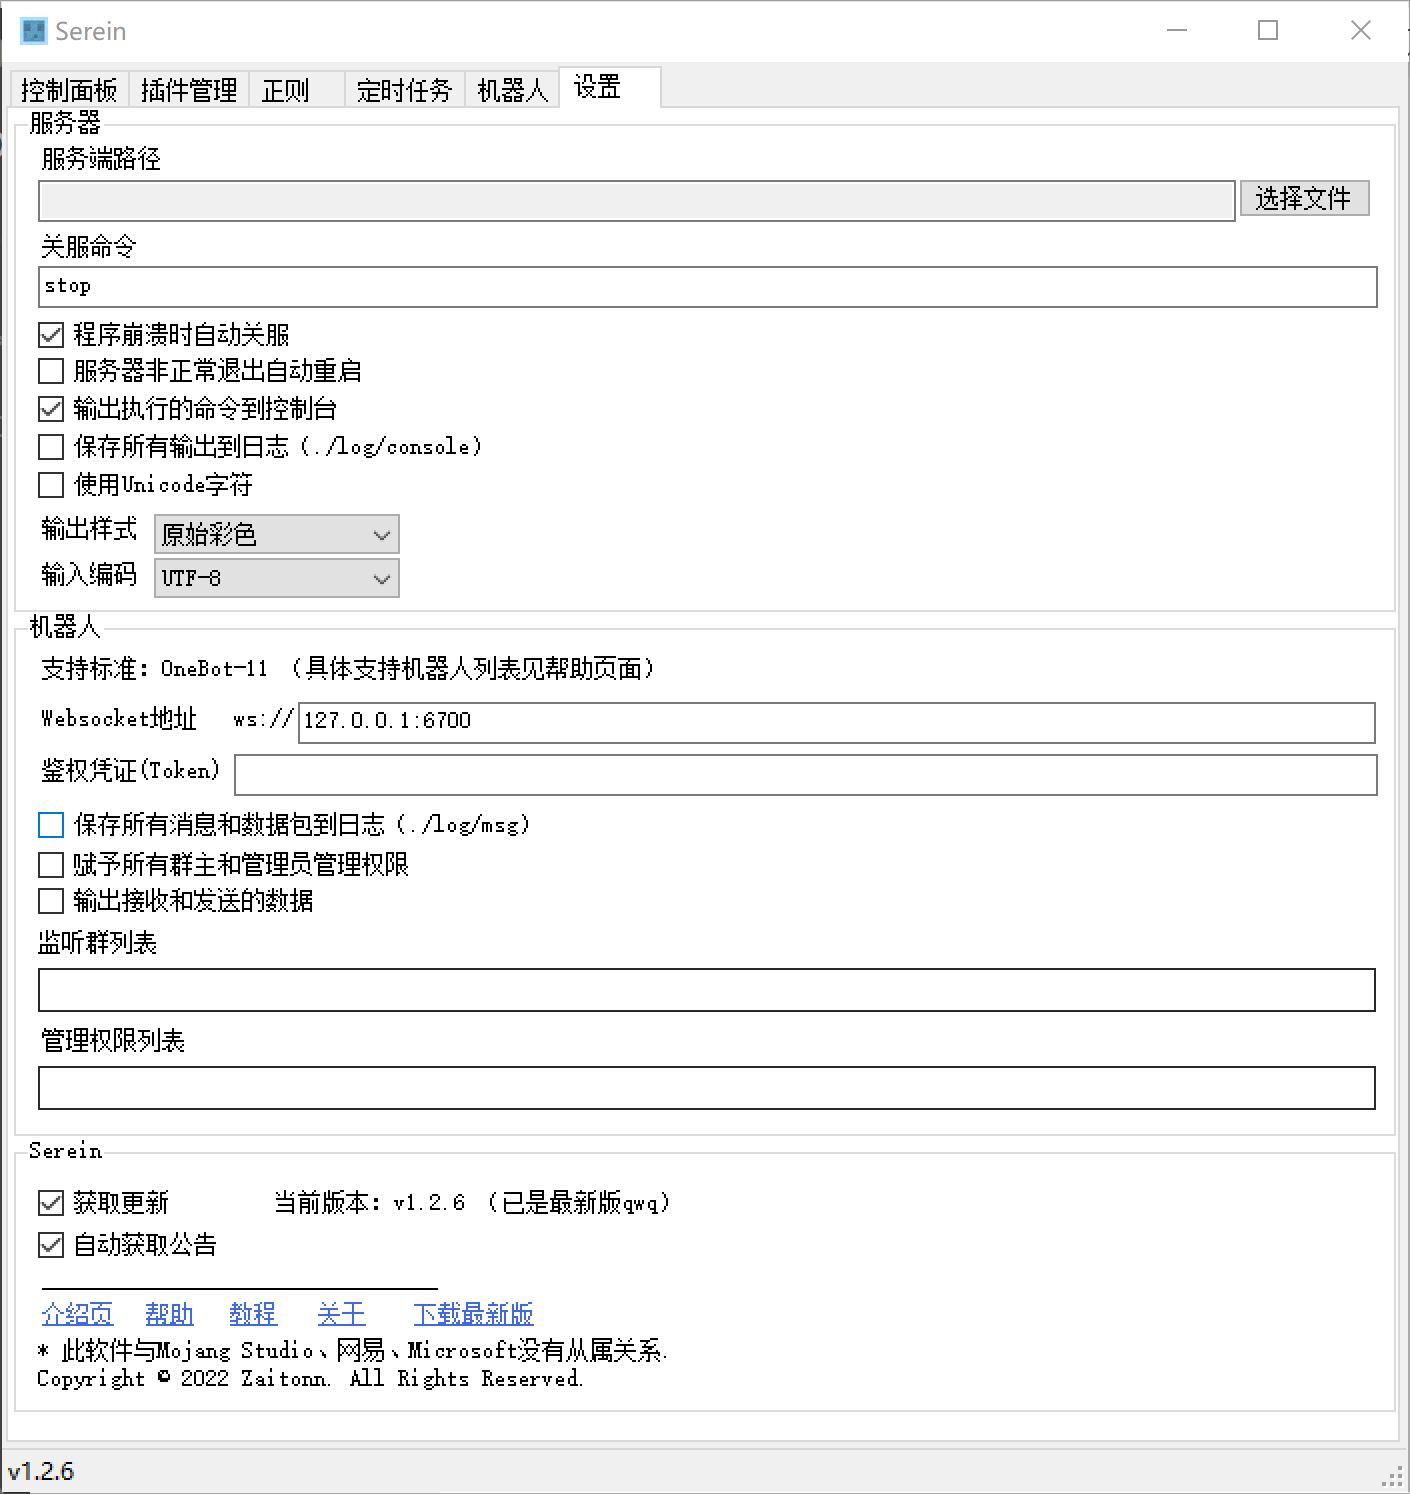 Serein
控制面板 插件管理 正则 定时任务 机器人 设置
服务器
服务端路径
选择文件
关服命令
stop
程序崩溃时自动关服
服务器非正常退出自动重启
输出执行的命令到控制台
保存所有输出到日志（./log/console）
使用Unicode字符
输出样式 原始彩色
输入编码 UTF-8
机器人
支持标准：OneBot-11 （具体支持机器人列表见帮助页面）
Websocket地址 ws:// 127.0.0.1:6700
鉴权凭证(Token)
保存所有消息和数据包到日志（./log/msg）
赋予所有群主和管理员管理权限
输出接收和发送的数据
监听群列表
管理权限列表
Serein
获取更新 当前版本：v1.2.6 （已是最新版qwq）
自动获取公告
介绍页 帮助 教程 关于 下载最新版
* 此软件与Mojang Studio、网易、Microsoft没有从属关系.
Copyright © 2022 Zaitonn. All Rights Reserved.
v1.2.6